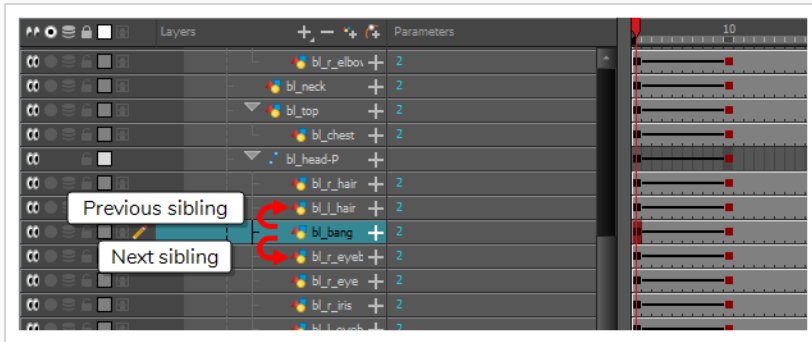 Layers Parameters 10
bl_r_elbov 2
bl_neck 2
bl_top 2
bl_chest 2
bl_head-P
bl_r_hair 2
Previous sibling bl_l_hair 2
bl_bang 2
Next sibling bl_r_eyeb 2
bl_r_eye 2
bl_r_iris 2
2